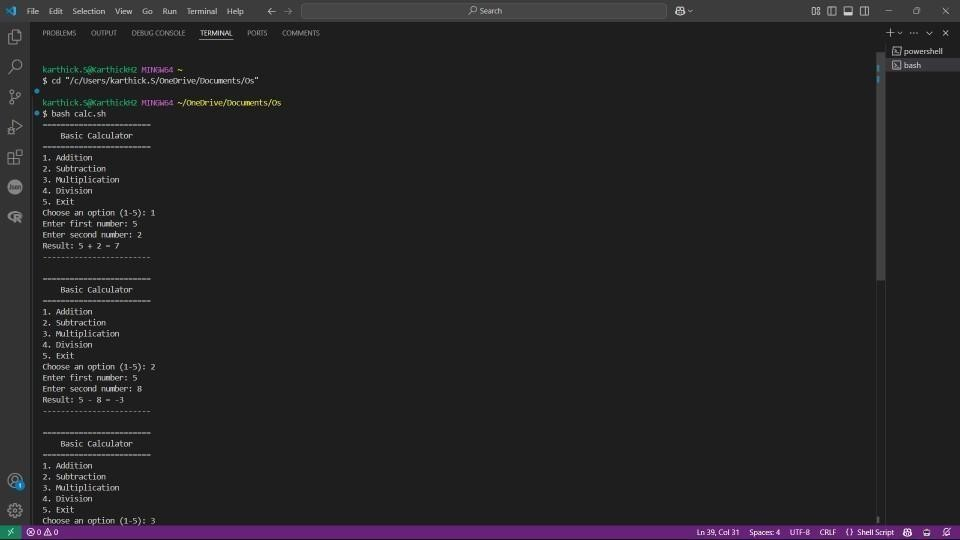 File Edit Selection View Go Run Terminal Help
Search
PROBLEMS OUTPUT DEBUG CONSOLE TERMINAL PORTS COMMENTS
powershell
bash
karthick.S@KarthickH2 MINGW64 ~
$ cd "/c/Users/karthick.S/OneDrive/Documents/Os"
karthick.S@KarthickH2 MINGW64 ~/OneDrive/Documents/Os
$ bash calc.sh
========================
Basic Calculator
========================
1. Addition
2. Subtraction
3. Multiplication
4. Division
5. Exit
Choose an option (1-5): 1
Enter first number: 5
Enter second number: 2
Result: 5 + 2 = 7
------------------------
========================
Basic Calculator
========================
1. Addition
2. Subtraction
3. Multiplication
4. Division
5. Exit
Choose an option (1-5): 2
Enter first number: 5
Enter second number: 8
Result: 5 - 8 = -3
------------------------
========================
Basic Calculator
========================
1. Addition
2. Subtraction
3. Multiplication
4. Division
5. Exit
Choose an option (1-5): 3
Json
R
1
0 0 Ln 39, Col 31 Spaces: 4 UTF-8 CRLF {} Shell Script